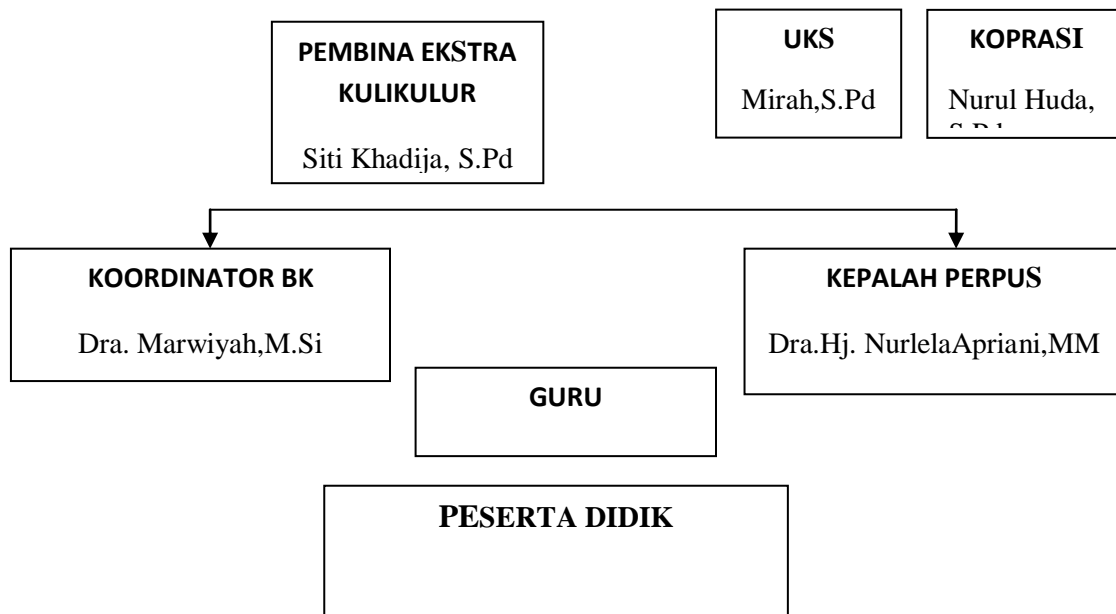 PEMBINA EKSTRA
KULIKULUR
Siti Khadija, S.Pd
UKS
Mirah,S.Pd
KOPRASI
Nurul Huda,
KOORDINATOR BK
Dra. Marwiyah,M.Si
KEPALAH PERPUS
Dra.Hj. NurlelaApriani,MM
GURU
PESERTA DIDIK